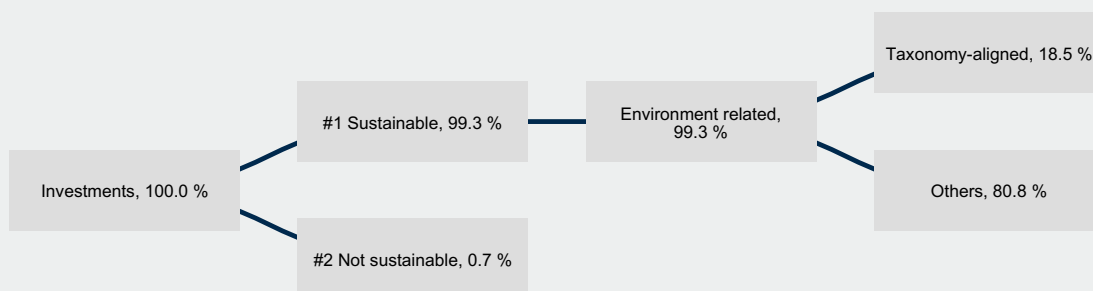 Taxonomy-aligned, 18.5 %
#1 Sustainable, 99.3 %
Environment related,
99.3 %
Investments, 100.0 %
Others, 80.8 %
#2 Not sustainable, 0.7 %